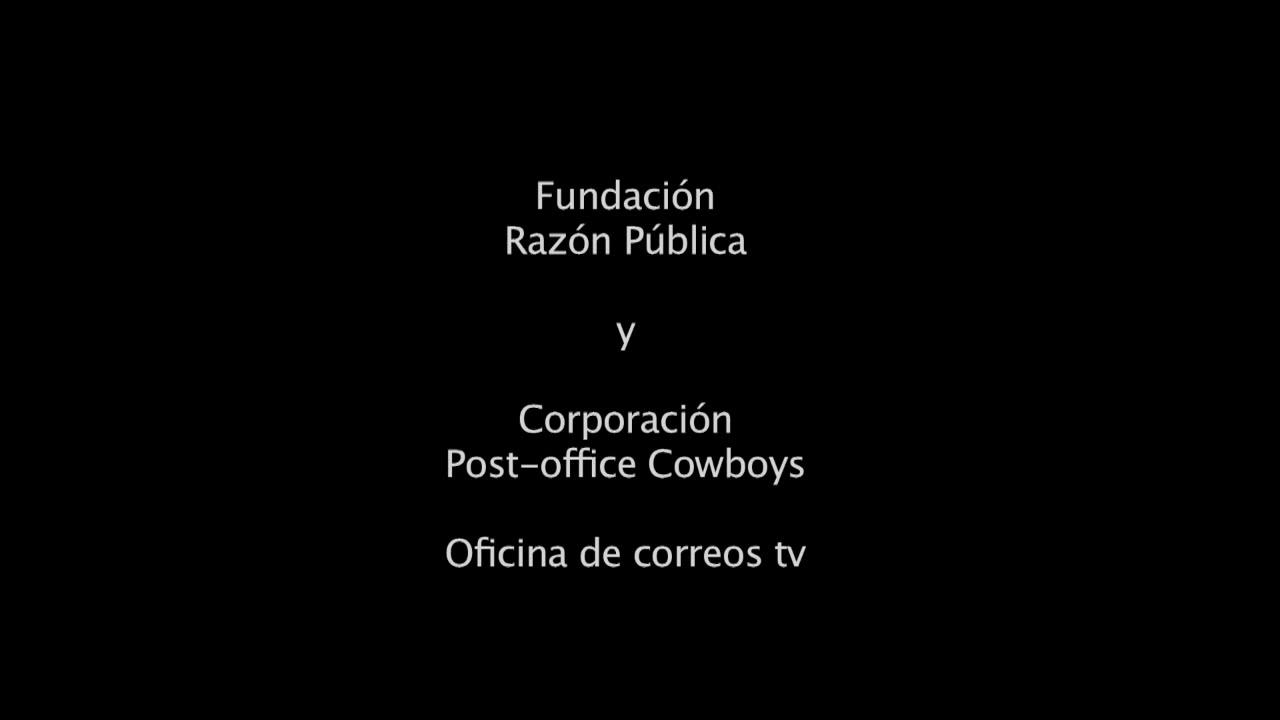 Fundación
Razón Pública
y
Corporación
Post-office Cowboys
Oficina de correos tv